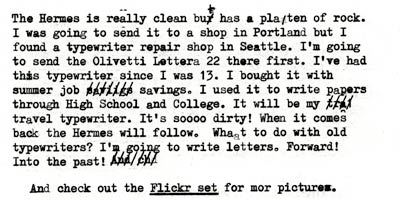 The Hermes is really clean but has a platten of rock.
I was going to send it to a shop in Portland but I
found a typewriter repair shop in Seattle. I'm going
to send the Olivetti Lettera 22 there first. I've had
this typewriter since I was 13. I bought it with
summer job savings. I used it to write papers
through High School and College. It will be my
travel typewriter. It's soooo dirty! When it comes
back the Hermes will follow. Whaat to do with old
typewriters? I'm going to write letters. Forward!
Into the past!
And check out the Flickr set for mor pictures.